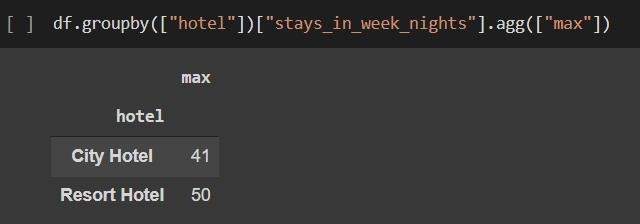 [ ] df.groupby(["hotel"])["stays_in_week_nights"].agg(["max"])
max
hotel
City Hotel 41
Resort Hotel 50